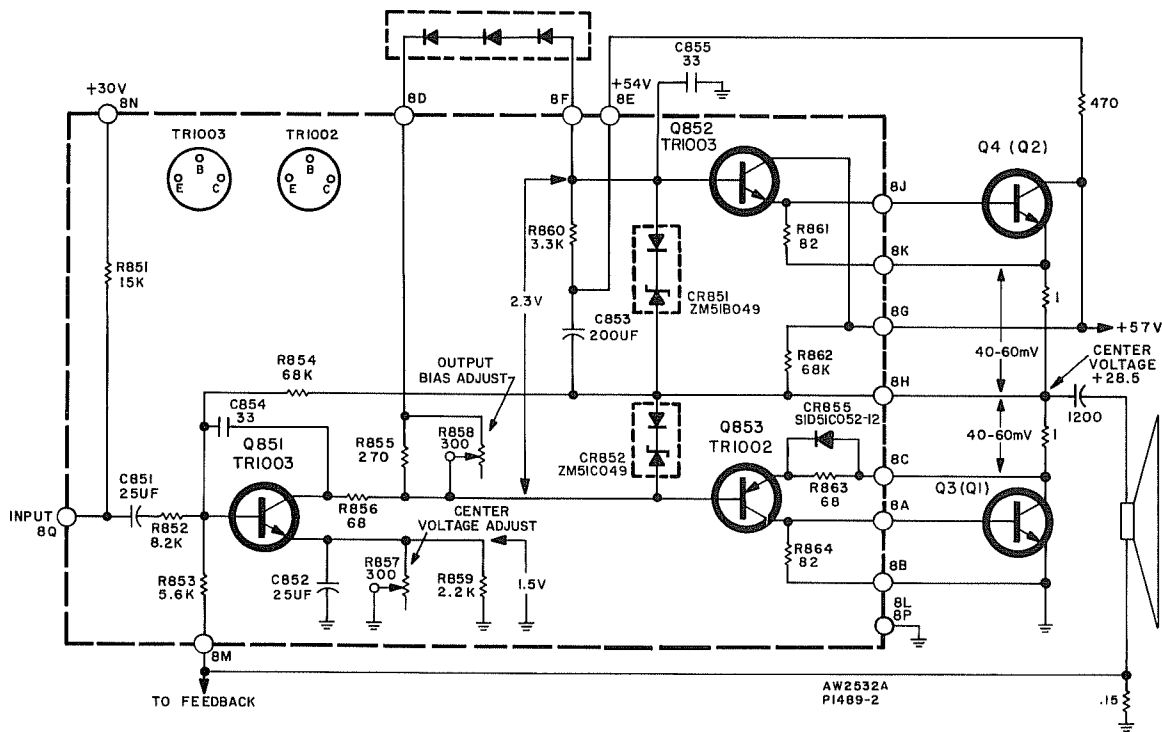 C855
33
+30V
8N
8D
8F
+54V
8E
470
TR1003
B
E
C
TR1002
B
E
C
Q852
TR1003
Q4 (Q2)
8J
R860
3.3K
R861
82
8K
R851
15K
2.3V
CR851
ZM51B049
1
8G
+57V
C853
200UF
R854
68K
OUTPUT
BIAS ADJUST
R862
68K
40-60mV
CENTER
VOLTAGE
+28.5
8H
C854
33
CR855
SID51C052-12
1200
Q851
TR1003
R855
270
R858
300
CR852
ZM51C049
Q853
TR1002
40-60mV
1
8C
C851
25UF
R863
68
Q3 (Q1)
INPUT
8Q
R852
8.2K
R856
68
CENTER
VOLTAGE ADJUST
8A
R853
5.6K
C852
25UF
R857
300
R859
2.2K
1.5V
R864
82
8B
8L
8P
8M
TO FEEDBACK
AW2532A
P1489-2
.15